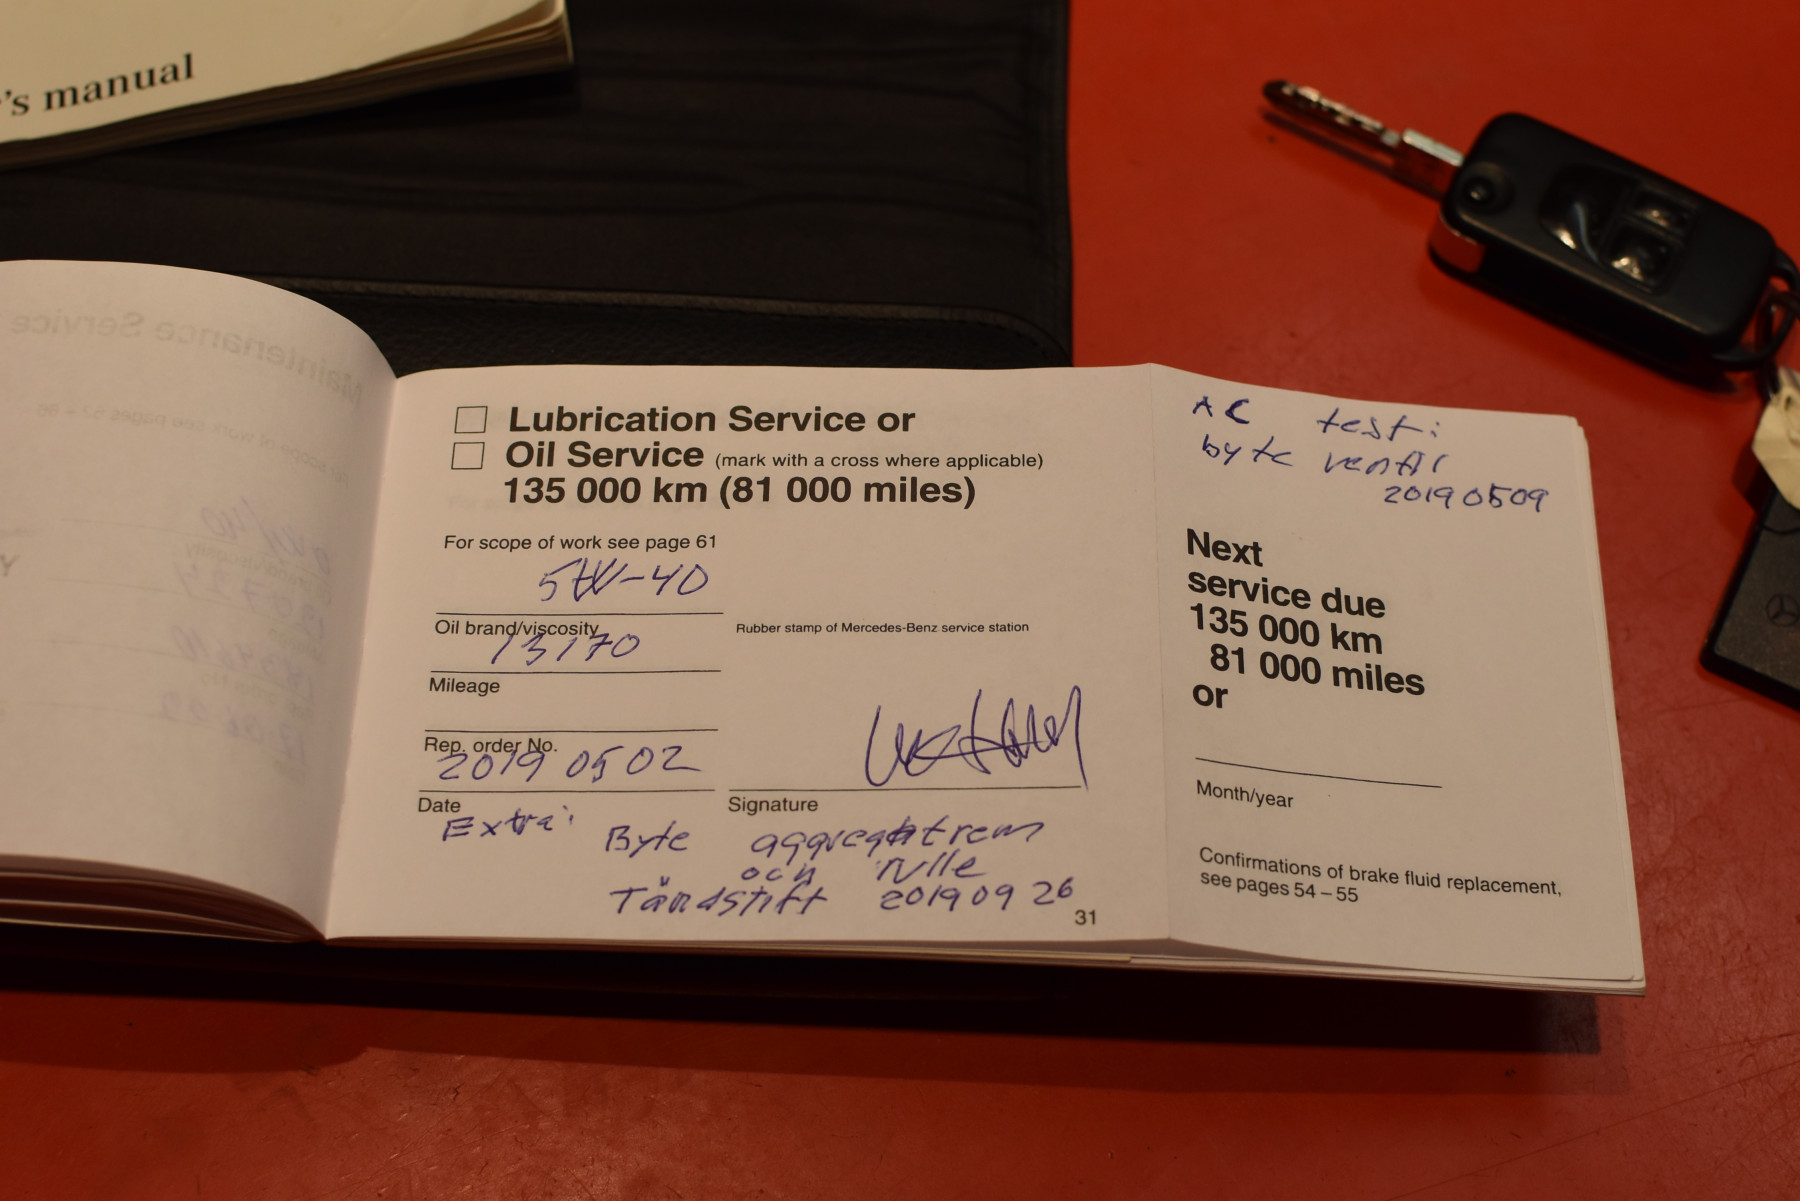 's manual
Maintenance Service
Lubrication Service or
Oil Service (mark with a cross where applicable)
135 000 km (81 000 miles)
For scope of work see page 61
5W-40
Oil brand/viscosity
13170
Mileage
Rep. order No.
2019 05 02
Date
Rubber stamp of Mercedes-Benz service station
Signature
Extra:
Byte aggregatrem
och rulle
Tändstift 2019 09 26
31
AC test:
byte ventil
2019 0509
Next
service due
135 000 km
81 000 miles
or
Month/year
Confirmations of brake fluid replacement,
see pages 54 – 55